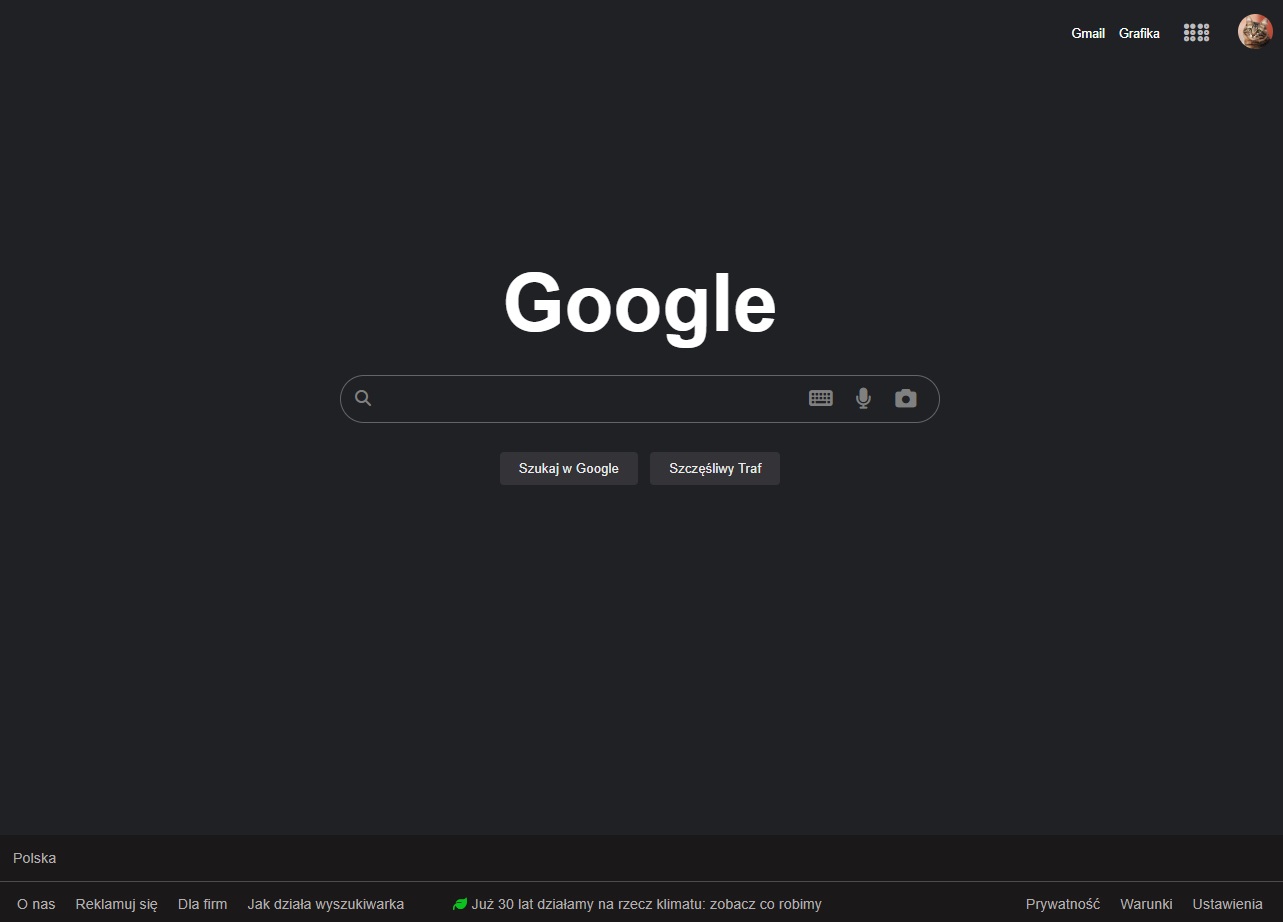 Gmail Grafika
Google
Szukaj w Google Szczęśliwy Traf
Polska
O nas Reklamuj się Dla firm Jak działa wyszukiwarka Już 30 lat działamy na rzecz klimatu: zobacz co robimy Prywatność Warunki Ustawienia